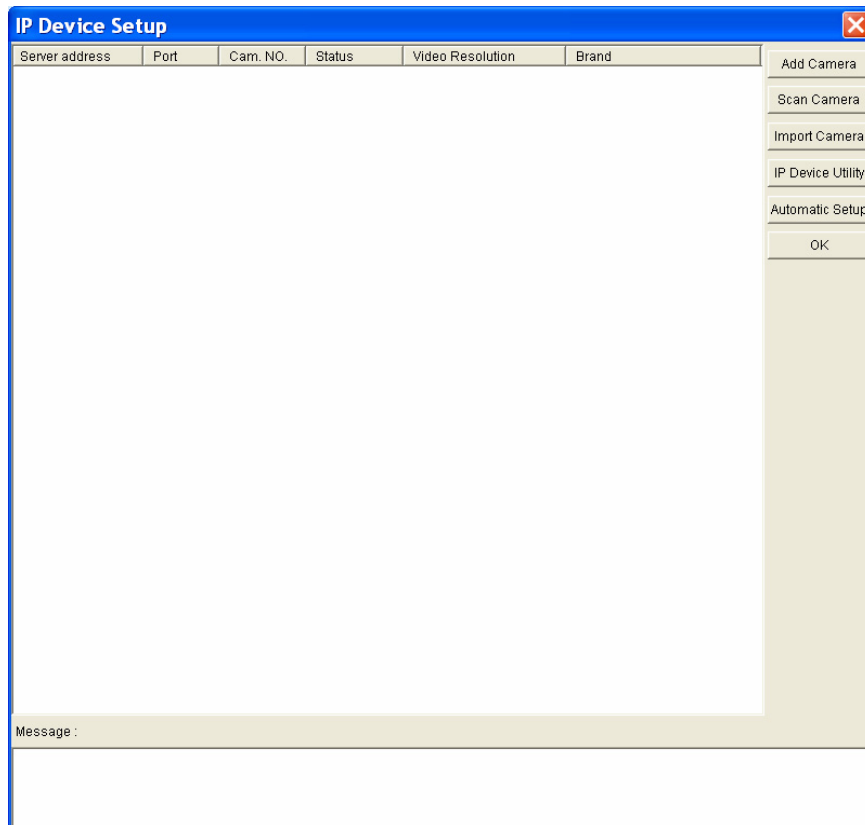 IP Device Setup
Server address Port Cam. NO. Status Video Resolution Brand
Add Camera
Scan Camera
Import Camera
IP Device Utility
Automatic Setup
OK
Message :